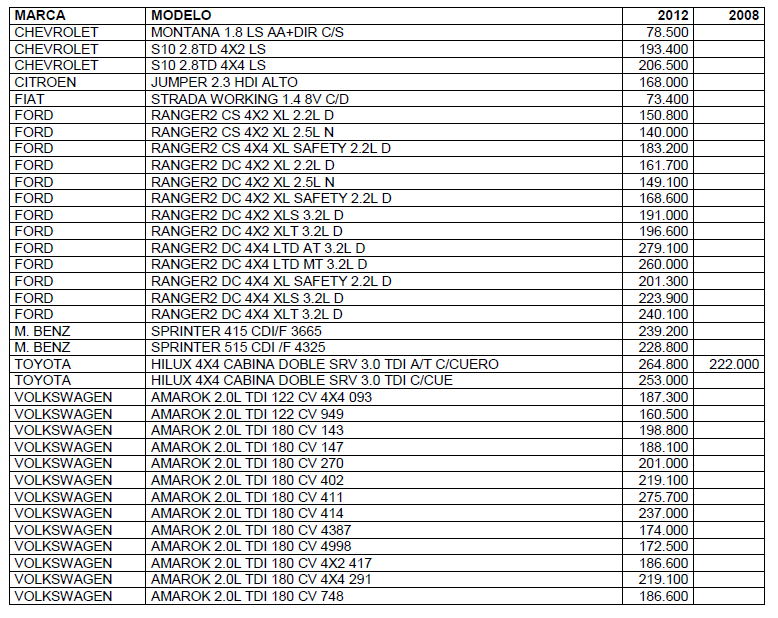 MARCA MODELO 2012 2008
CHEVROLET MONTANA 1.8 LS AA+DIR C/S 78.500
CHEVROLET S10 2.8TD 4X2 LS 193.400
CHEVROLET S10 2.8TD 4X4 LS 206.500
CITROEN JUMPER 2.3 HDI ALTO 168.000
FIAT STRADA WORKING 1.4 8V C/D 73.400
FORD RANGER2 CS 4X2 XL 2.2L D 150.800
FORD RANGER2 CS 4X2 XL 2.5L N 140.000
FORD RANGER2 CS 4X4 XL SAFETY 2.2L D 183.200
FORD RANGER2 DC 4X2 XL 2.2L D 161.700
FORD RANGER2 DC 4X2 XL 2.5L N 149.100
FORD RANGER2 DC 4X2 XL SAFETY 2.2L D 168.600
FORD RANGER2 DC 4X2 XLS 3.2L D 191.000
FORD RANGER2 DC 4X2 XLT 3.2L D 196.600
FORD RANGER2 DC 4X4 LTD AT 3.2L D 279.100
FORD RANGER2 DC 4X4 LTD MT 3.2L D 260.000
FORD RANGER2 DC 4X4 XL SAFETY 2.2L D 201.300
FORD RANGER2 DC 4X4 XLS 3.2L D 223.900
FORD RANGER2 DC 4X4 XLT 3.2L D 240.100
M. BENZ SPRINTER 415 CDI/F 3665 239.200
M. BENZ SPRINTER 515 CDI /F 4325 228.800
TOYOTA HILUX 4X4 CABINA DOBLE SRV 3.0 TDI A/T C/CUERO 264.800 222.000
TOYOTA HILUX 4X4 CABINA DOBLE SRV 3.0 TDI C/CUE 253.000
VOLKSWAGEN AMAROK 2.0L TDI 122 CV 4X4 093 187.300
VOLKSWAGEN AMAROK 2.0L TDI 122 CV 949 160.500
VOLKSWAGEN AMAROK 2.0L TDI 180 CV 143 198.800
VOLKSWAGEN AMAROK 2.0L TDI 180 CV 147 188.100
VOLKSWAGEN AMAROK 2.0L TDI 180 CV 270 201.000
VOLKSWAGEN AMAROK 2.0L TDI 180 CV 402 219.100
VOLKSWAGEN AMAROK 2.0L TDI 180 CV 411 275.700
VOLKSWAGEN AMAROK 2.0L TDI 180 CV 414 237.000
VOLKSWAGEN AMAROK 2.0L TDI 180 CV 4387 174.000
VOLKSWAGEN AMAROK 2.0L TDI 180 CV 4998 172.500
VOLKSWAGEN AMAROK 2.0L TDI 180 CV 4X2 417 186.600
VOLKSWAGEN AMAROK 2.0L TDI 180 CV 4X4 291 219.100
VOLKSWAGEN AMAROK 2.0L TDI 180 CV 748 186.600